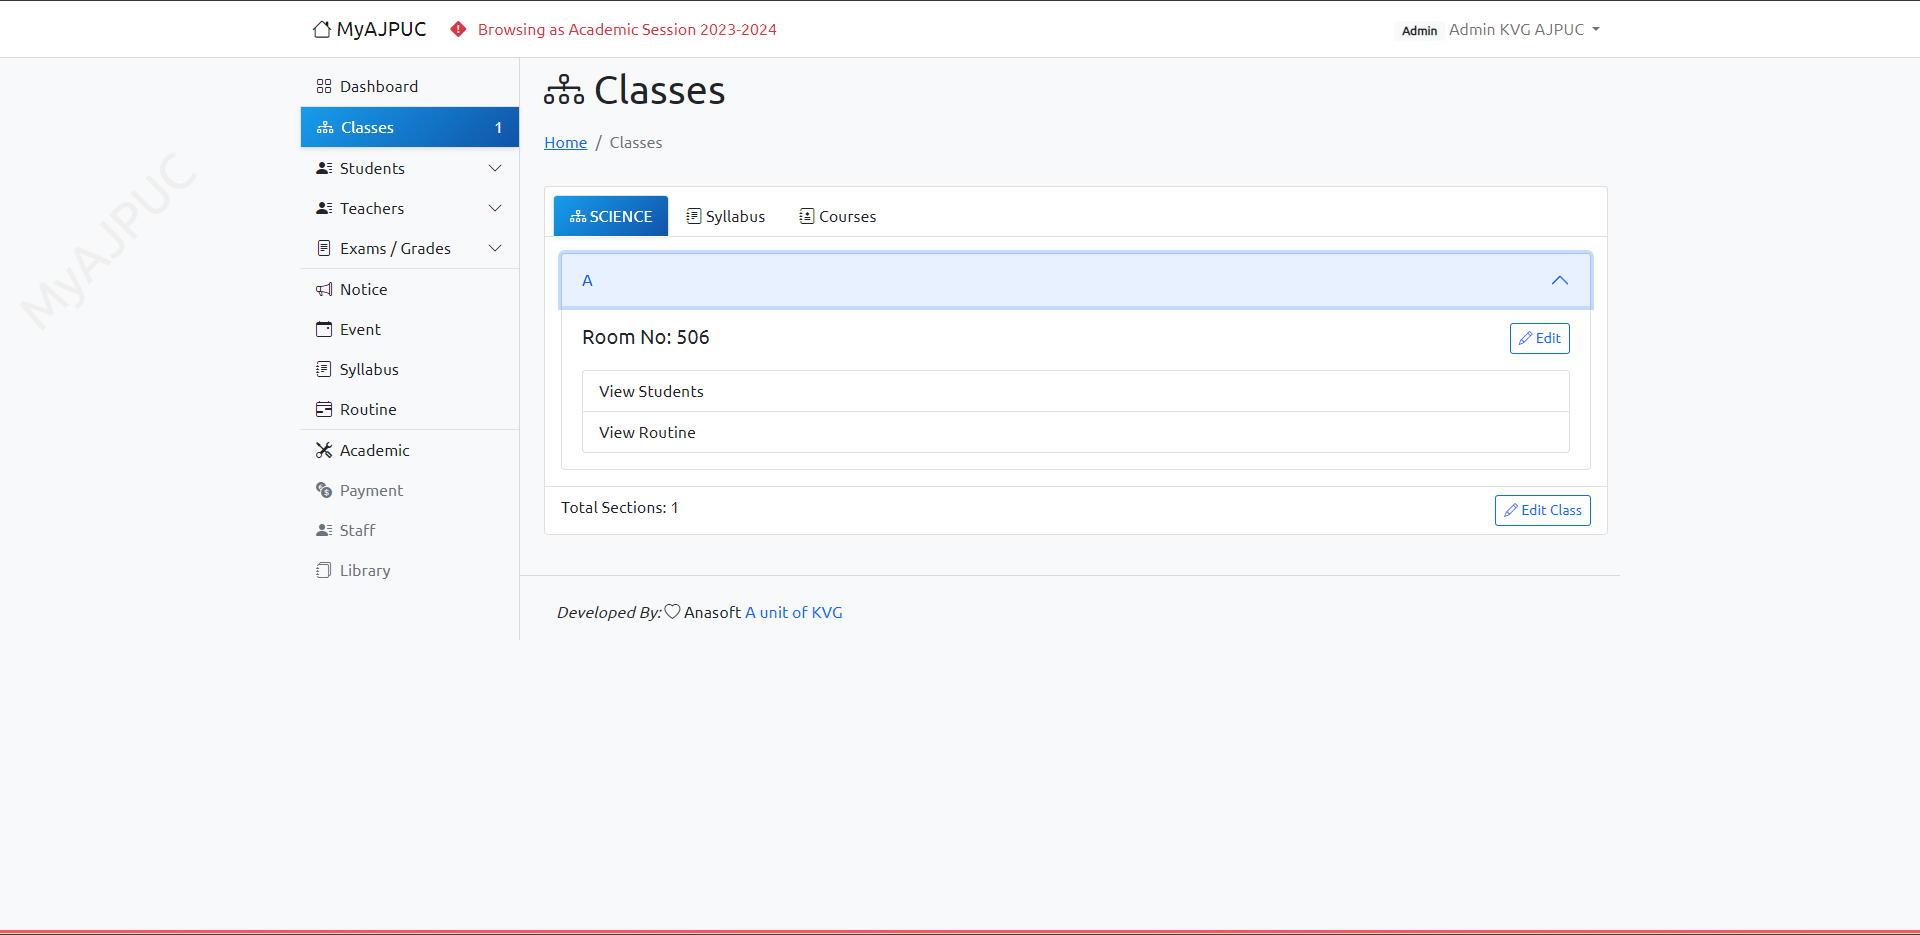 MyAJPUC
Browsing as Academic Session 2023-2024
Admin Admin KVG AJPUC
Dashboard
Classes 1
Students
Teachers
Exams / Grades
Notice
Event
Syllabus
Routine
Academic
Payment
Staff
Library
MyAJPUC
Classes
Home / Classes
SCIENCE Syllabus Courses
A
Room No: 506 Edit
View Students
View Routine
Total Sections: 1 Edit Class
Developed By: Anasoft A unit of KVG